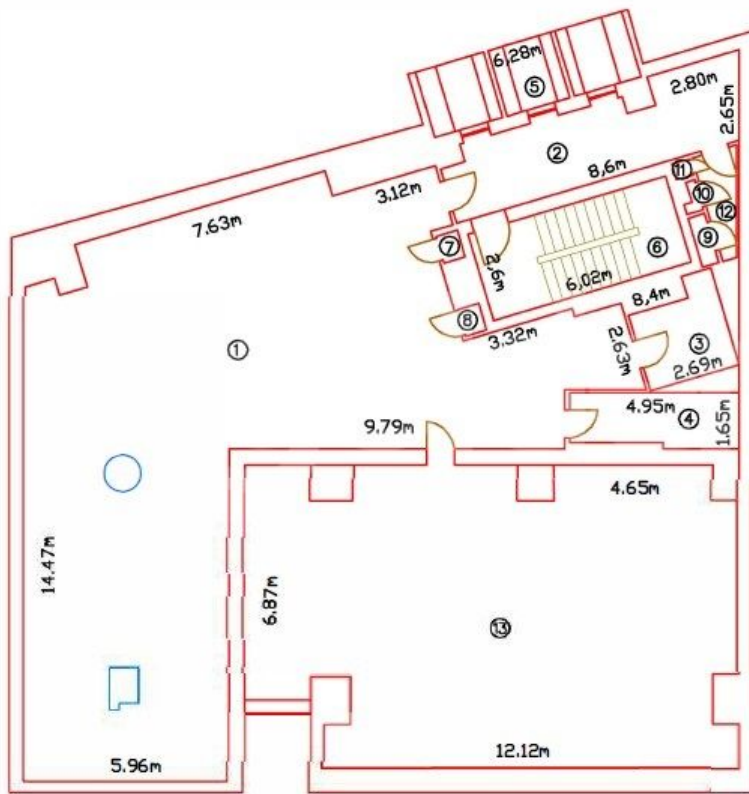 6,28m
⑤
2.80m
2.65m
②
8,6m
⑪
3.12m
⑩
7.63m
⑫
⑦
⑨
2,6m
⑥
6,02m
8,4m
⑧
3.32m
2.63m
③
①
2.69m
4.95m
④
1.65m
9.79m
4.65m
14.47m
6.87m
⑬
12.12m
5.96m